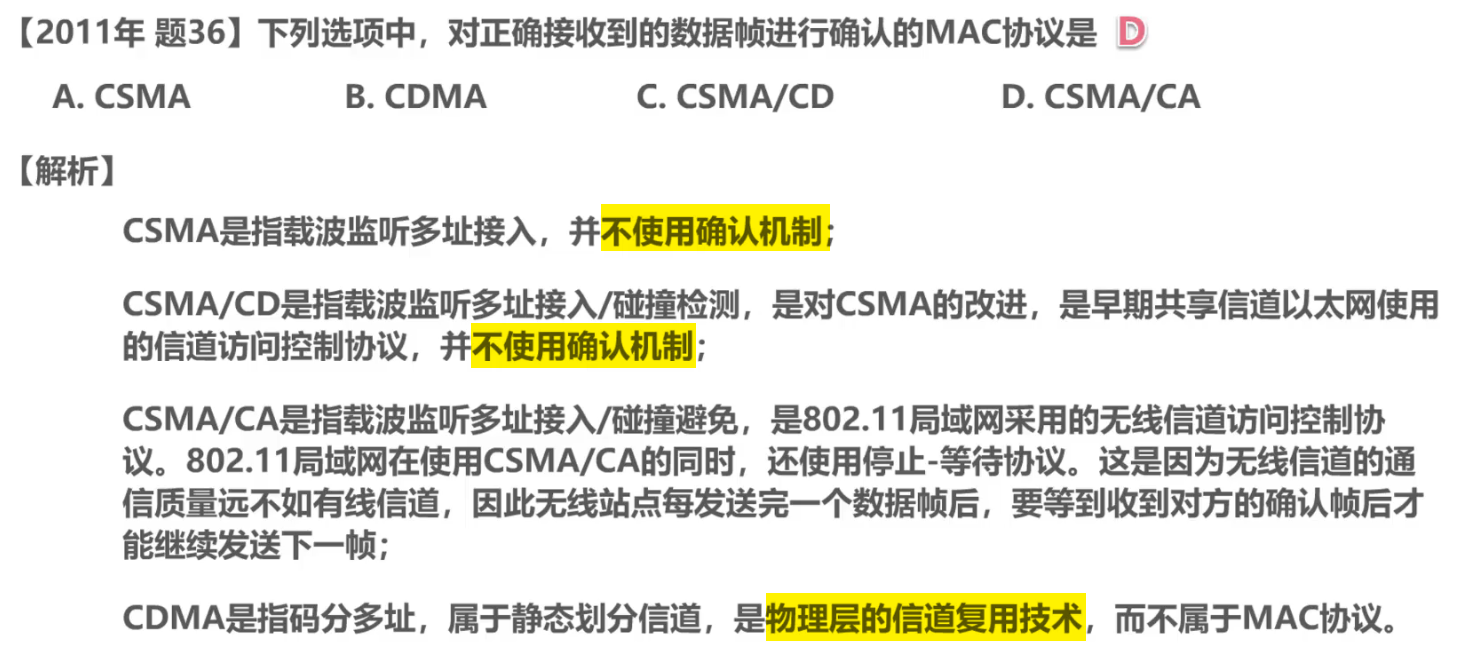 【2011年 题36】下列选项中，对正确接收到的数据帧进行确认的MAC协议是 D
A. CSMA B. CDMA C. CSMA/CD D. CSMA/CA
【解析】
CSMA是指载波监听多址接入，并不使用确认机制；
CSMA/CD是指载波监听多址接入/碰撞检测，是对CSMA的改进，是早期共享信道以太网使用
的信道访问控制协议，并不使用确认机制；
CSMA/CA是指载波监听多址接入/碰撞避免，是802.11局域网采用的无线信道访问控制协
议。802.11局域网在使用CSMA/CA的同时，还使用停止-等待协议。这是因为无线信道的通
信质量远不如有线信道，因此无线站点每发送完一个数据帧后，要等到收到对方的确认帧后才
能继续发送下一帧；
CDMA是指码分多址，属于静态划分信道，是物理层的信道复用技术，而不属于MAC协议。